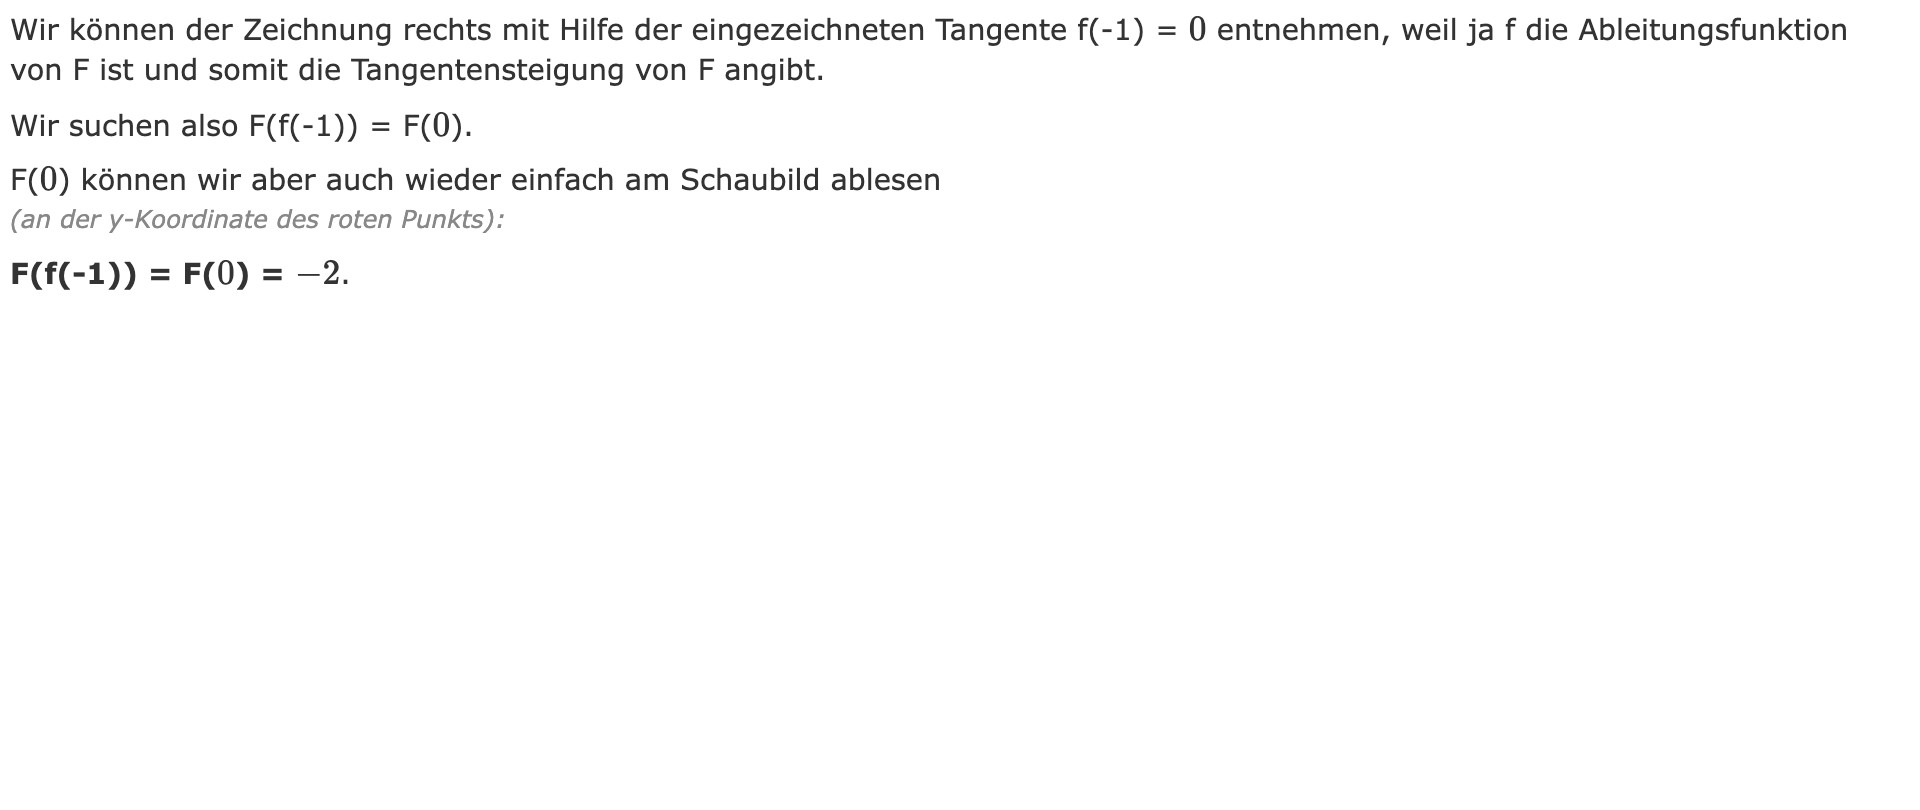 Wir können der Zeichnung rechts mit Hilfe der eingezeichneten Tangente f(-1) = 0 entnehmen, weil ja f die Ableitungsfunktion
von F ist und somit die Tangentensteigung von F angibt.
Wir suchen also F(f(-1)) = F(0).
F(0) können wir aber auch wieder einfach am Schaubild ablesen
(an der y-Koordinate des roten Punkts):
F(f(-1)) = F(0) = −2.